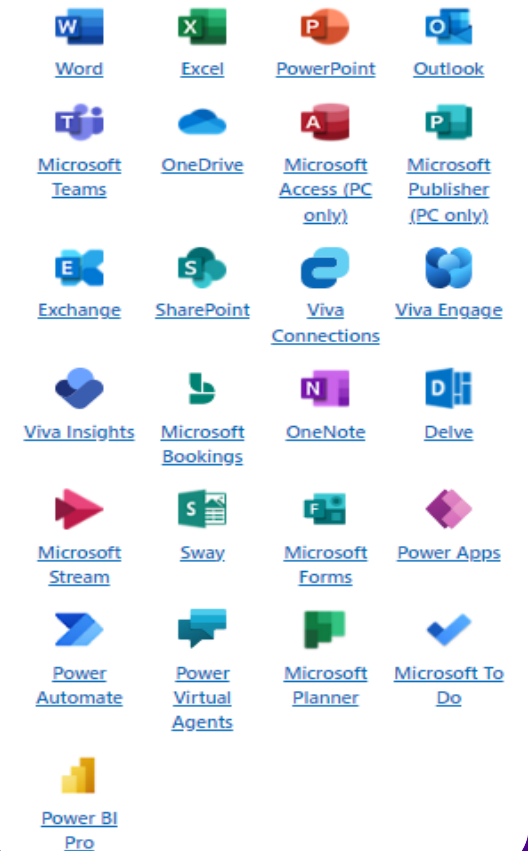 W X P O
Word Excel PowerPoint Outlook
T A P
Microsoft OneDrive Microsoft Microsoft
Teams Access (PC Publisher
only) (PC only)
E S
Exchange SharePoint Viva Viva Engage
Connections
N D
Viva Insights Microsoft OneNote Delve
Bookings
S F
Microsoft Sway Microsoft Power Apps
Stream Forms
Power Power Microsoft Microsoft To
Automate Virtual Planner Do
Agents
Power BI
Pro